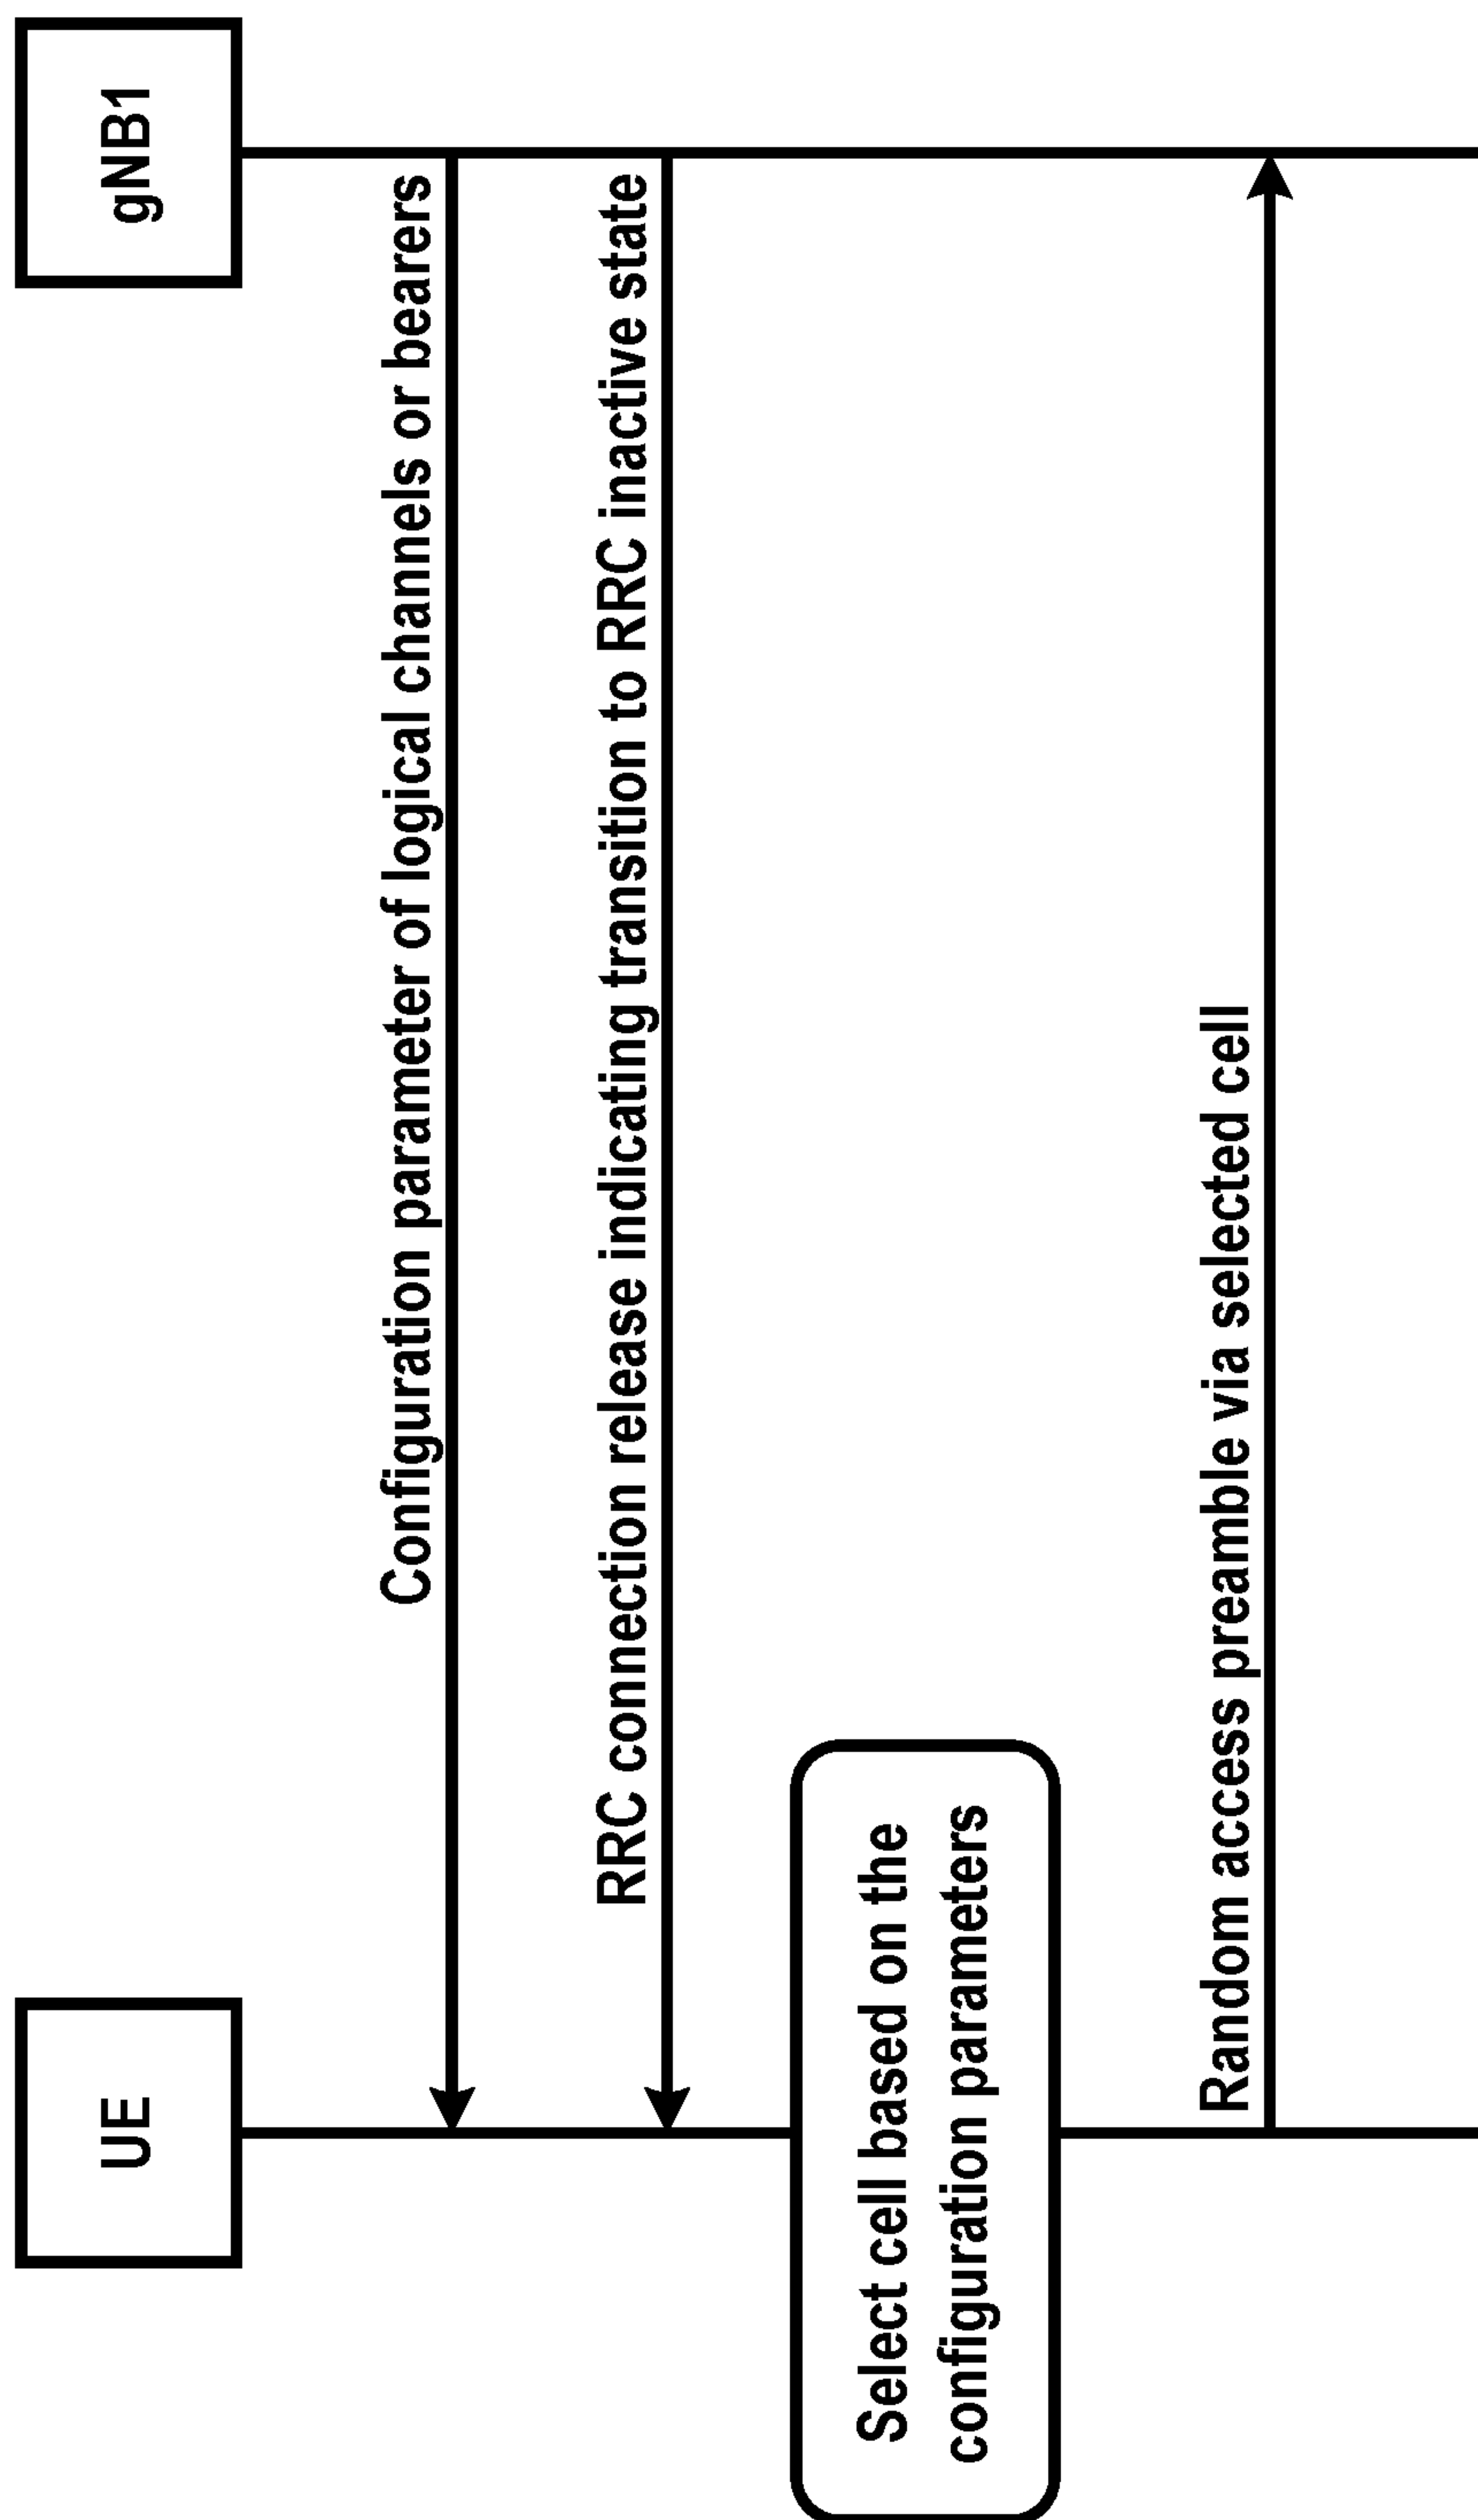 UE
gNB1
Configuration parameter of logical channels or bearers
RRC connection release indicating transition to RRC inactive state
Select cell based on the
configuration parameters
Random access preamble via selected cell